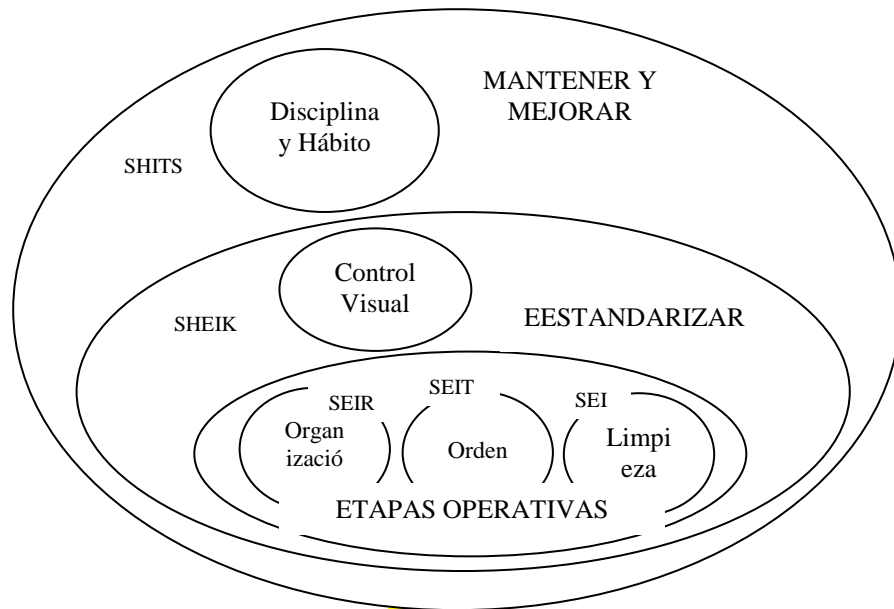 MANTENER Y
MEJORAR
Disciplina
y Hábito
SHITS
Control
Visual
SHEIK
EESTANDARIZAR
SEIR
SEIT
SEI
Organ
izació
Orden
Limpi
eza
ETAPAS OPERATIVAS